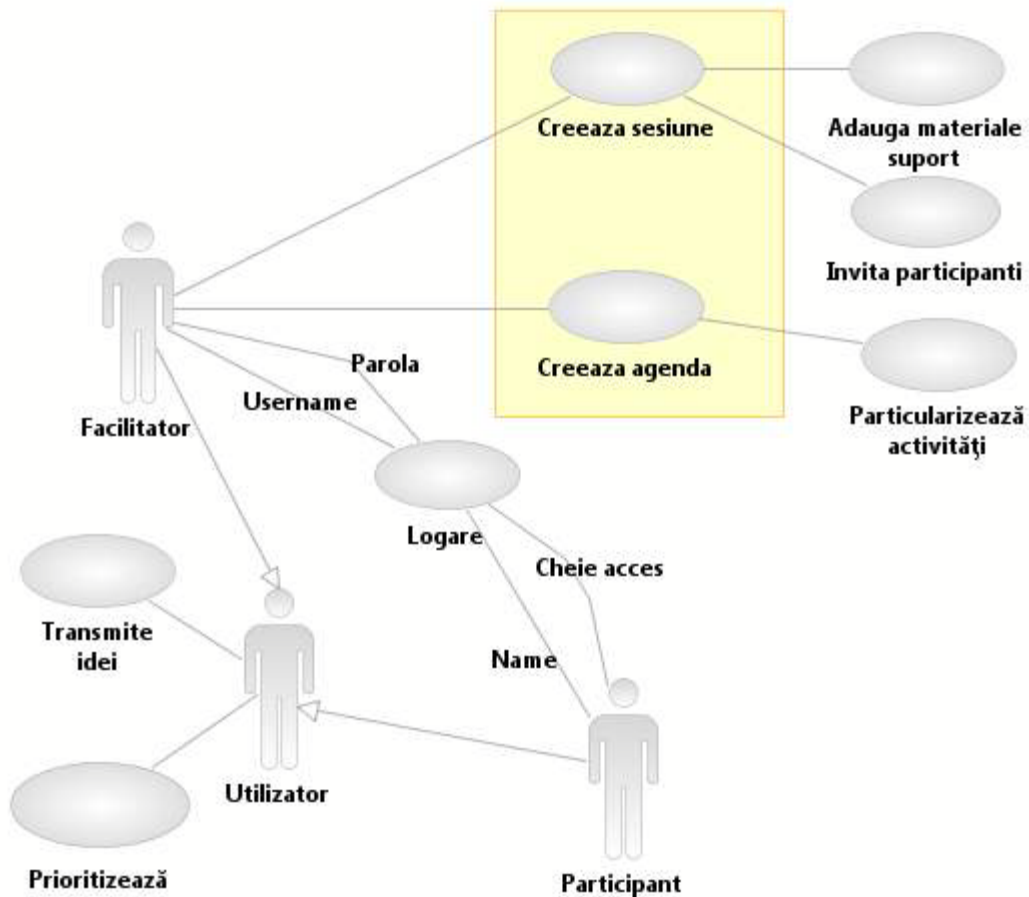 Creeaza sesiune
Adauga materiale
suport
Invita participanti
Creeaza agenda
Particularizează
activităţi
Parola
Username
Facilitator
Logare
Cheie acces
Transmite
idei
Name
Utilizator
Prioritizează
Participant